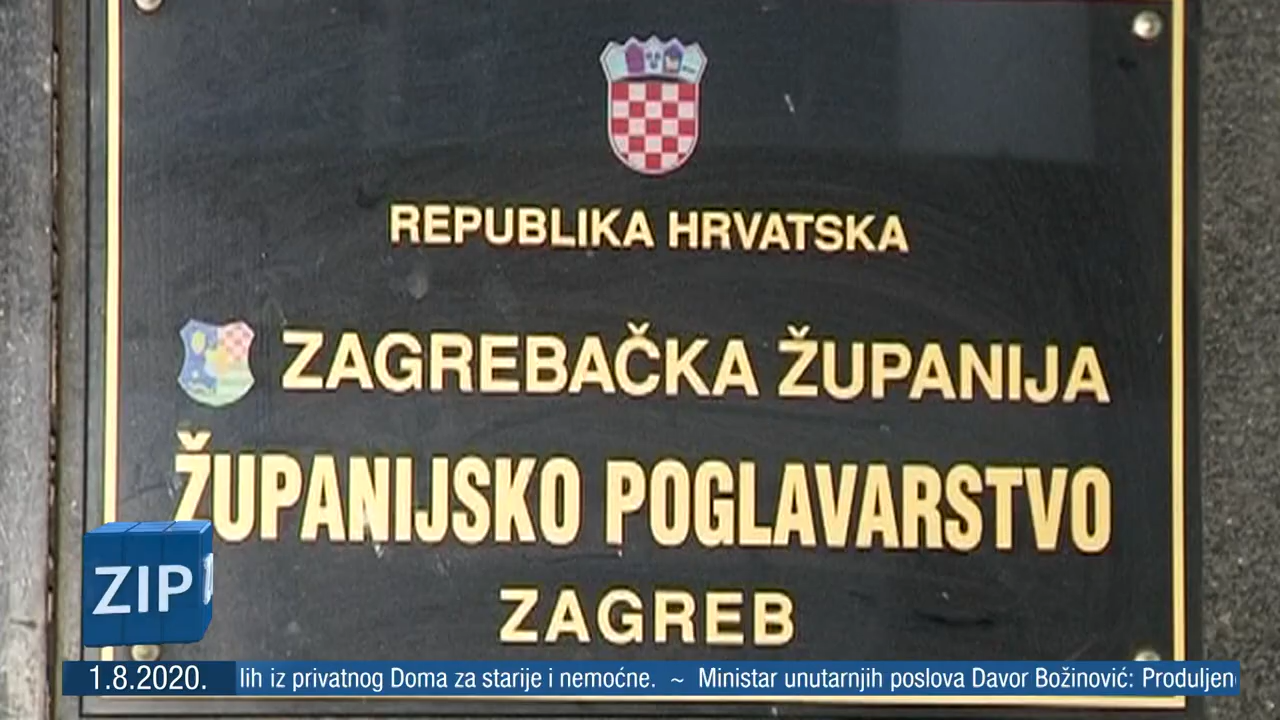 REPUBLIKA HRVATSKA
ZAGREBAČKA ŽUPANIJA
ŽUPANIJSKO POGLAVARSTVO
ZAGREB
ZIP
1.8.2020. lih iz privatnog Doma za starije i nemoćne. ~ Ministar unutarnjih poslova Davor Božinović: Produljen